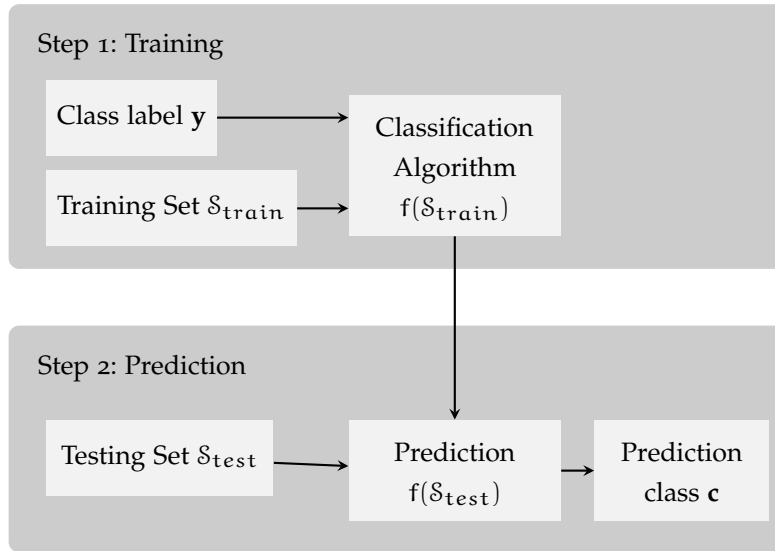 Step 1: Training
Class label y
Training Set S_train
Classification
Algorithm
f(S_train)
Step 2: Prediction
Testing Set S_test
Prediction
f(S_test)
Prediction
class c